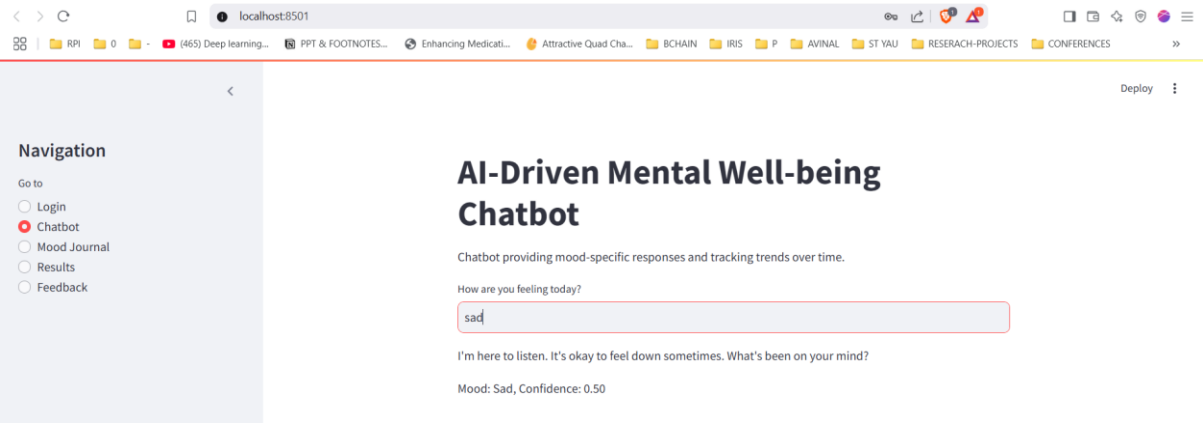 localhost:8501
RPI 0 - (465) Deep learning... PPT & FOOTNOTES... Enhancing Medicati... Attractive Quad Cha... BCHAIN IRIS P AVINAL ST YAU RESERACH-PROJECTS CONFERENCES »
Deploy
Navigation
Go to
Login
Chatbot
Mood Journal
Results
Feedback
AI-Driven Mental Well-being
Chatbot
Chatbot providing mood-specific responses and tracking trends over time.
How are you feeling today?
sad
I'm here to listen. It's okay to feel down sometimes. What's been on your mind?
Mood: Sad, Confidence: 0.50